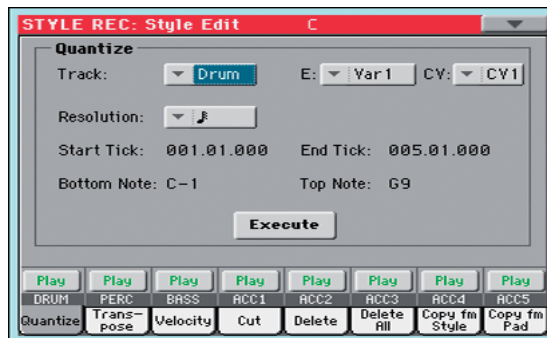 STYLE REC: Style Edit C
Quantize
Track: Drum E: Var1 CV: CV1
Resolution:
Start Tick: 001.01.000 End Tick: 005.01.000
Bottom Note: C-1 Top Note: G9
Execute
Play Play Play Play Play Play Play Play
DRUM PERC BASS ACC1 ACC2 ACC3 ACC4 ACC5
Quantize Trans- Velocity Cut Delete Delete Copy fm Copy fm
pose All Style Pad